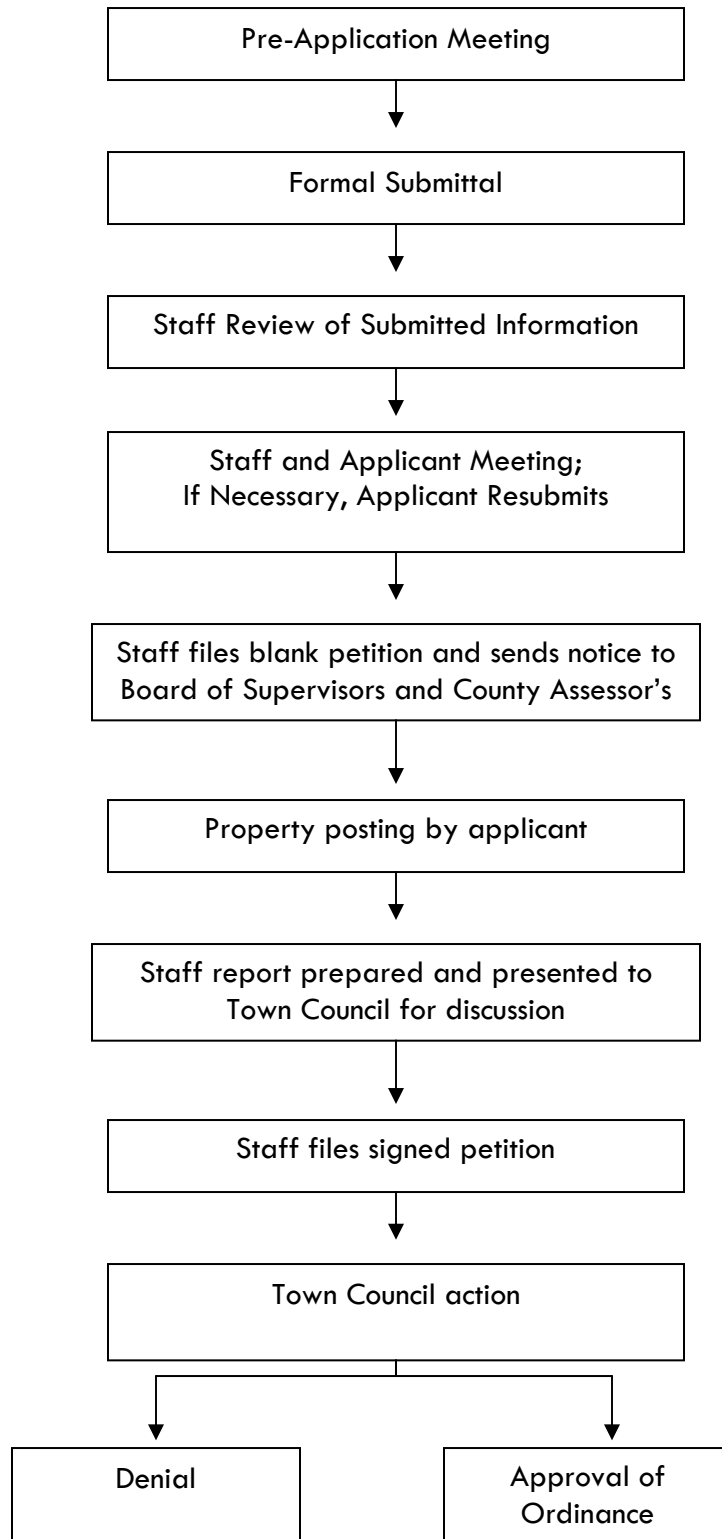 Pre-Application Meeting
Formal Submittal
Staff Review of Submitted Information
Staff and Applicant Meeting;
If Necessary, Applicant Resubmits
Staff files blank petition and sends notice to
Board of Supervisors and County Assessor’s
Property posting by applicant
Staff report prepared and presented to
Town Council for discussion
Staff files signed petition
Town Council action
Denial
Approval of
Ordinance